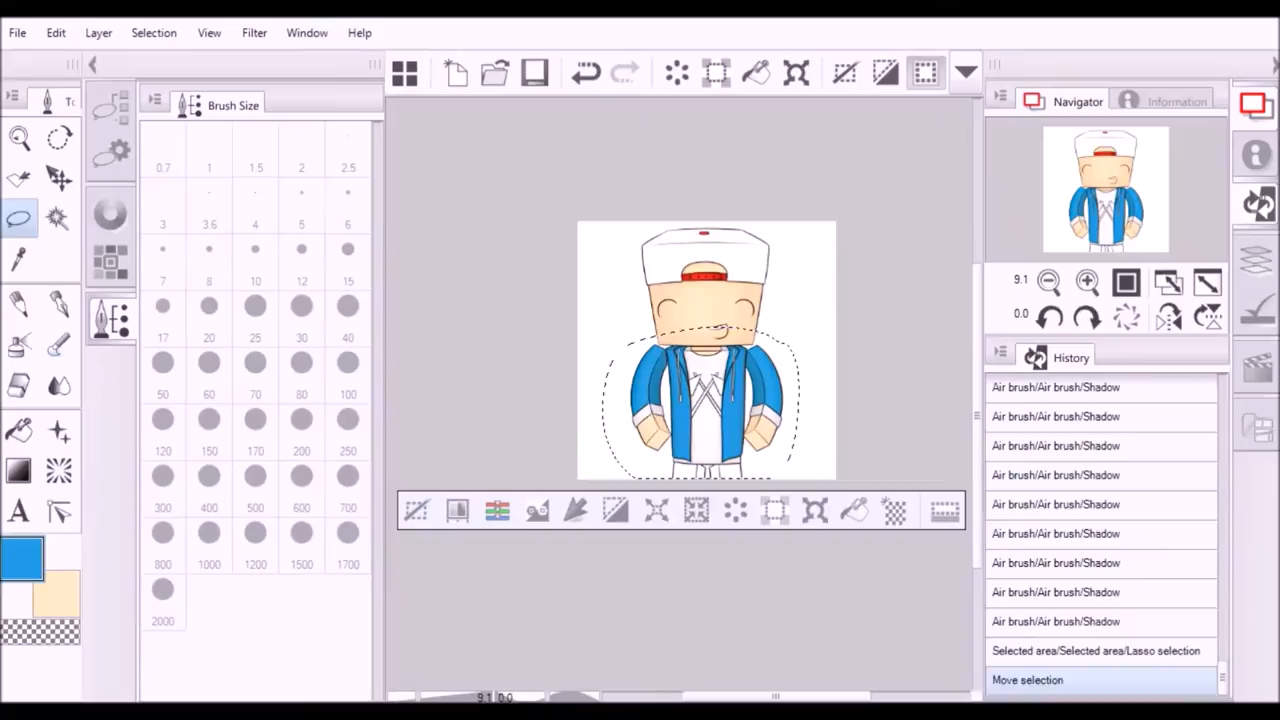 File Edit Layer Selection View Filter Window Help
Brush Size
Navigator Information
0.7 1 1.5 2 2.5
3 3.6 4 5 6
7 8 10 12 15
17 20 25 30 40
50 60 70 80 100
120 150 170 200 250
300 400 500 600 700
800 1000 1200 1500 1700
2000
9.1
0.0
History
Air brush/Air brush/Shadow
Air brush/Air brush/Shadow
Air brush/Air brush/Shadow
Air brush/Air brush/Shadow
Air brush/Air brush/Shadow
Air brush/Air brush/Shadow
Air brush/Air brush/Shadow
Air brush/Air brush/Shadow
Air brush/Air brush/Shadow
Selected area/Selected area/Lasso selection
Move selection
9.1 0.0